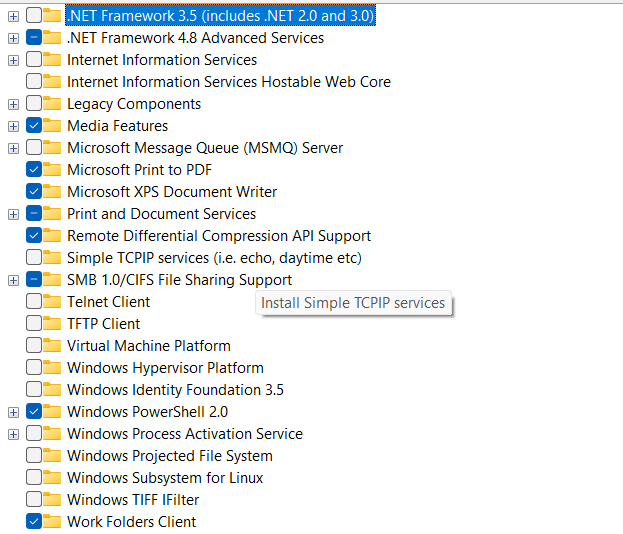 .NET Framework 3.5 (includes .NET 2.0 and 3.0)
.NET Framework 4.8 Advanced Services
Internet Information Services
Internet Information Services Hostable Web Core
Legacy Components
Media Features
Microsoft Message Queue (MSMQ) Server
Microsoft Print to PDF
Microsoft XPS Document Writer
Print and Document Services
Remote Differential Compression API Support
Simple TCPIP services (i.e. echo, daytime etc)
SMB 1.0/CIFS File Sharing Support
Install Simple TCPIP services
Telnet Client
TFTP Client
Virtual Machine Platform
Windows Hypervisor Platform
Windows Identity Foundation 3.5
Windows PowerShell 2.0
Windows Process Activation Service
Windows Projected File System
Windows Subsystem for Linux
Windows TIFF IFilter
Work Folders Client